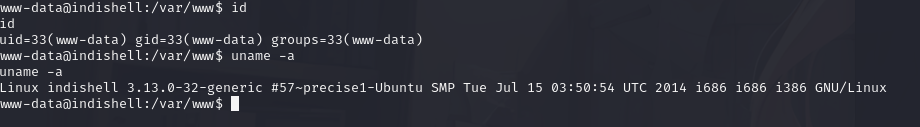 www-data@indishell:/var/www$ id
id
uid=33(www-data) gid=33(www-data) groups=33(www-data)
www-data@indishell:/var/www$ uname -a
uname -a
Linux indishell 3.13.0-32-generic #57~precise1-Ubuntu SMP Tue Jul 15 03:50:54 UTC 2014 i686 i686 i386 GNU/Linux
www-data@indishell:/var/www$